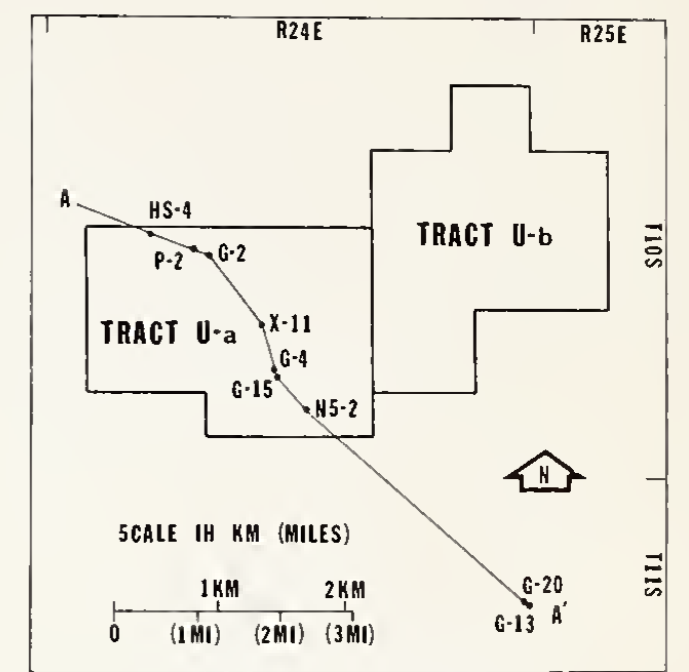 R24E
R25E
A
HS-4
P-2
G-2
TRACT U-b
T10S
X-11
TRACT U-a
G-4
G-15
N5-2
N
5CALE IH KM (MILES)
1KM
2KM
0
(1MI)
(2MI)
(3MI)
G-20
G-13
A'
T11S